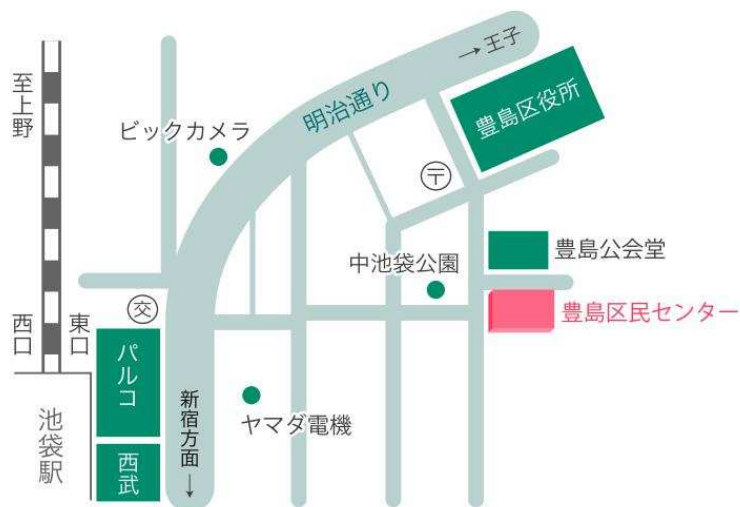 →王子
明治通り
豊島区役所
至上野
ビックカメラ
〒
豊島公会堂
中池袋公園
豊島区民センター
交
西口
東口
パルコ
新宿方面
↓
ヤマダ電機
池袋駅
西武